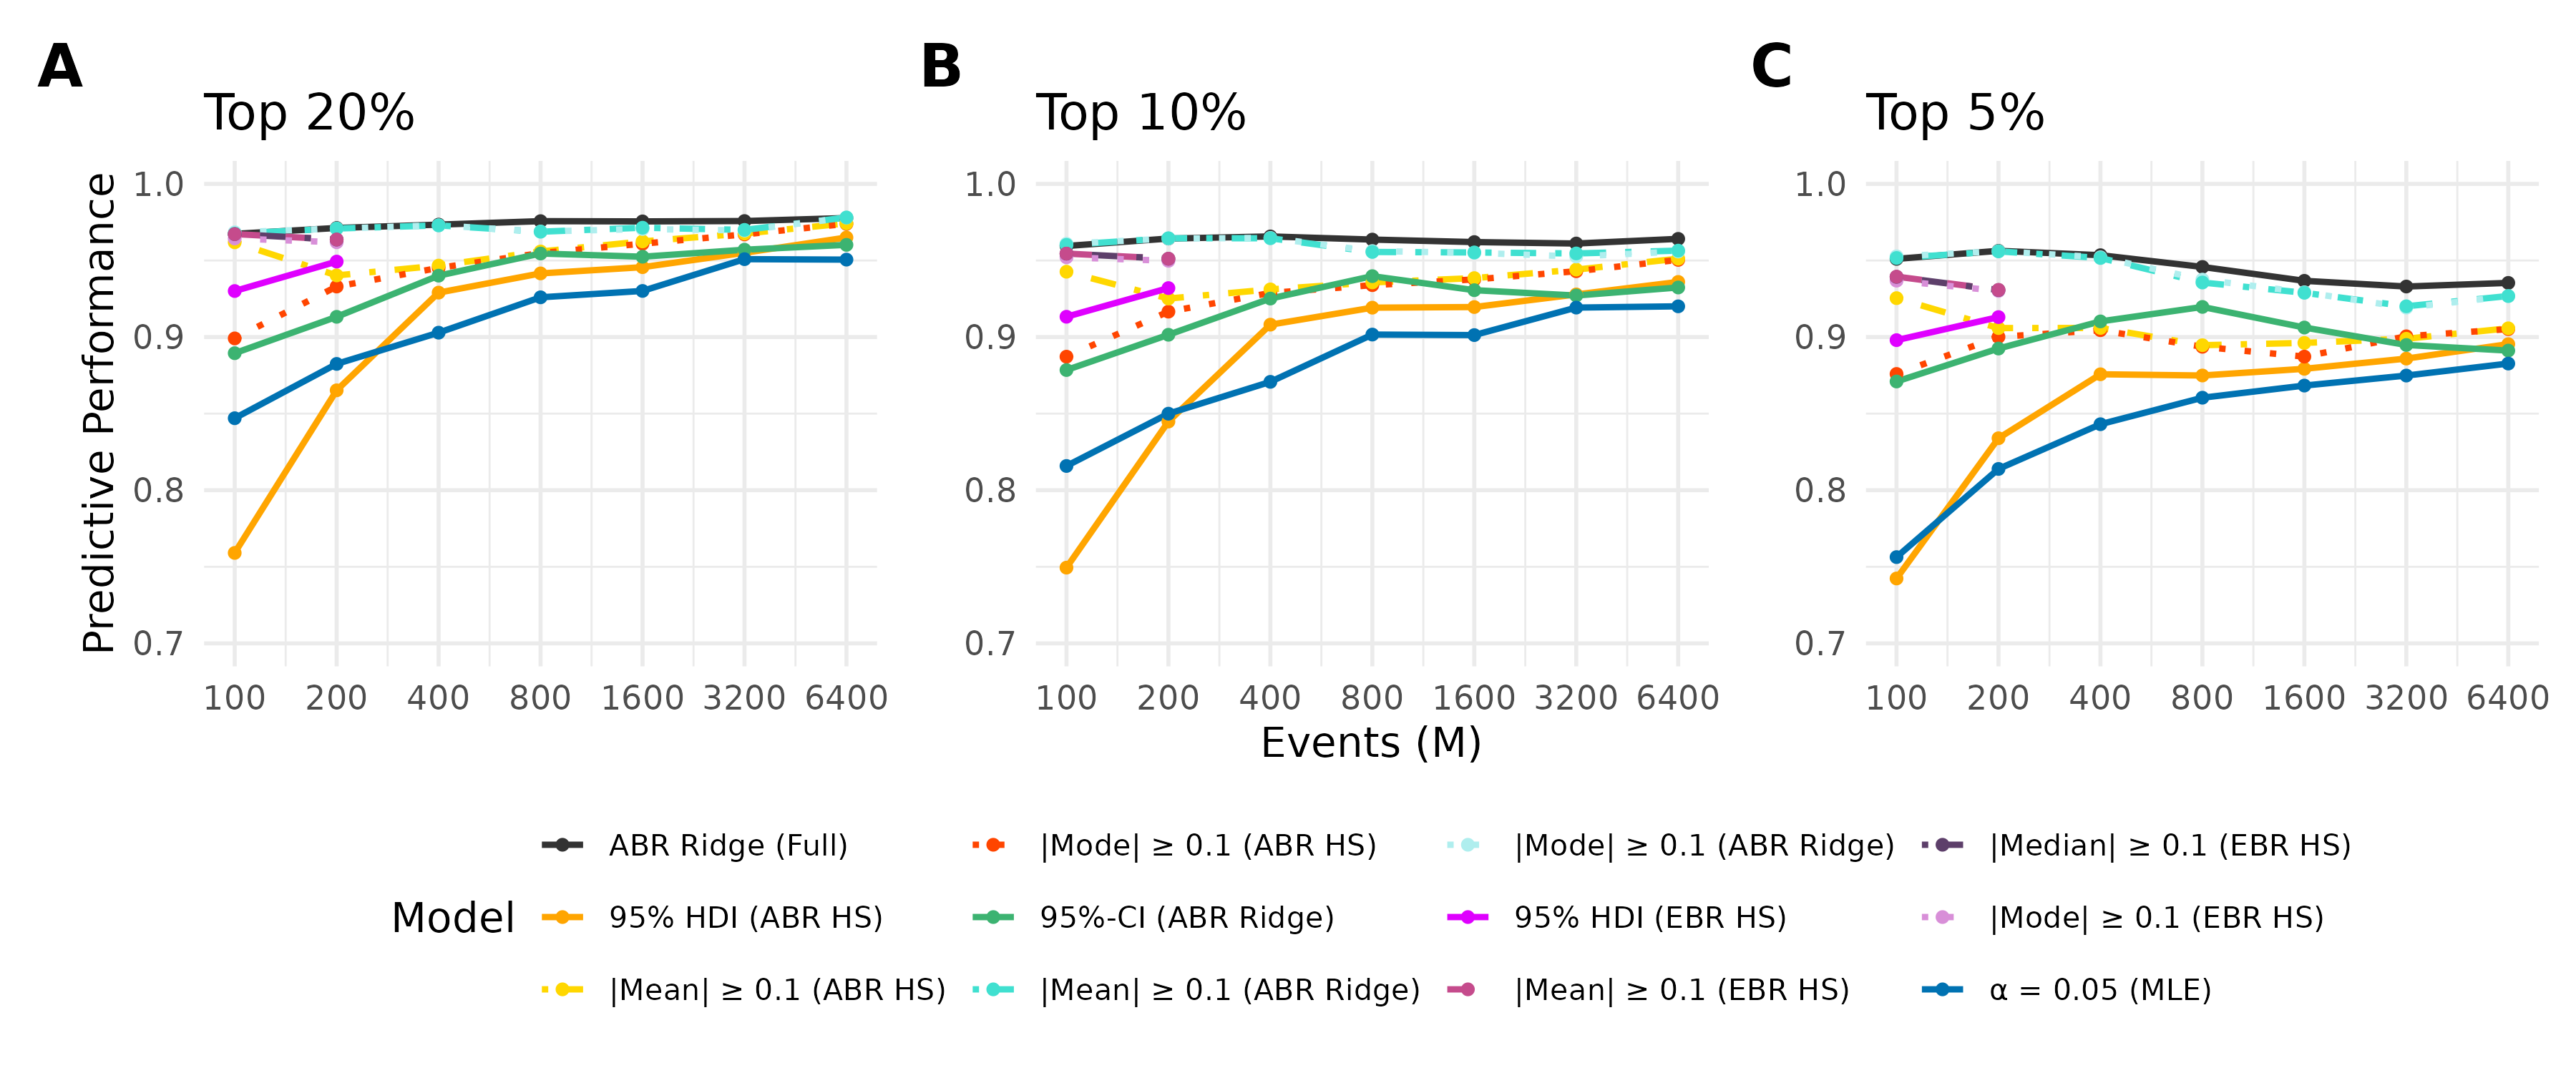 A B C
Top 20% Top 10% Top 5%
Predictive Performance
1.0 0.9 0.8 0.7
100 200 400 800 1600 3200 6400
1.0 0.9 0.8 0.7
100 200 400 800 1600 3200 6400
1.0 0.9 0.8 0.7
100 200 400 800 1600 3200 6400
Events (M)
Model
ABR Ridge (Full) |Mode| ≥ 0.1 (ABR HS) |Mode| ≥ 0.1 (ABR Ridge) |Median| ≥ 0.1 (EBR HS)
95% HDI (ABR HS) 95%-CI (ABR Ridge) 95% HDI (EBR HS) |Mode| ≥ 0.1 (EBR HS)
|Mean| ≥ 0.1 (ABR HS) |Mean| ≥ 0.1 (ABR Ridge) |Mean| ≥ 0.1 (EBR HS) α = 0.05 (MLE)